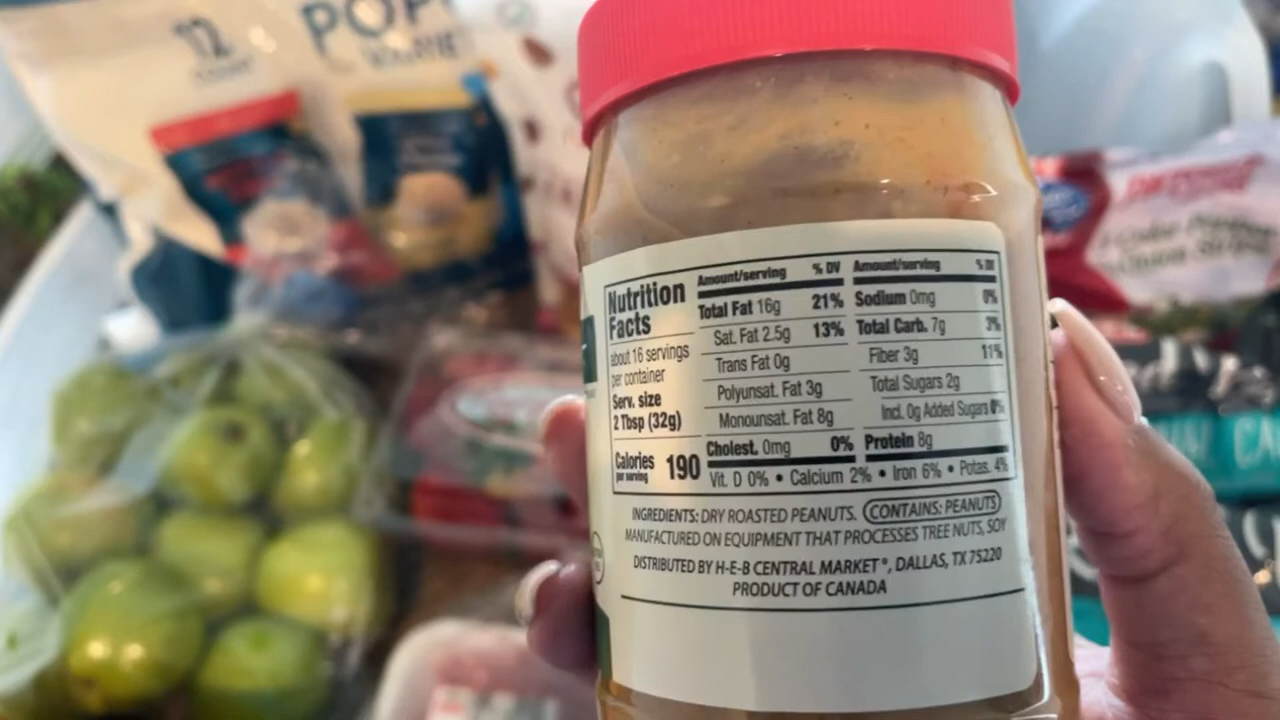 12
POP
Nutrition
Facts
about 16 servings
per container
Serv. size
2 Tbsp (32g)
Calories 190
per serving
Amount/serving % DV
Total Fat 16g 21%
Sat. Fat 2.5g 13%
Trans Fat 0g
Polyunsat. Fat 3g
Monounsat. Fat 8g
Cholest. 0mg 0%
Amount/serving % DV
Sodium 0mg 0%
Total Carb. 7g 3%
Fiber 3g 11%
Total Sugars 2g
Incl. 0g Added Sugars 0%
Protein 8g
Vit. D 0% • Calcium 2% • Iron 6% • Potas. 4%
INGREDIENTS: DRY ROASTED PEANUTS. CONTAINS: PEANUTS
MANUFACTURED ON EQUIPMENT THAT PROCESSES TREE NUTS, SOY
DISTRIBUTED BY H-E-B CENTRAL MARKET®, DALLAS, TX 75220
PRODUCT OF CANADA